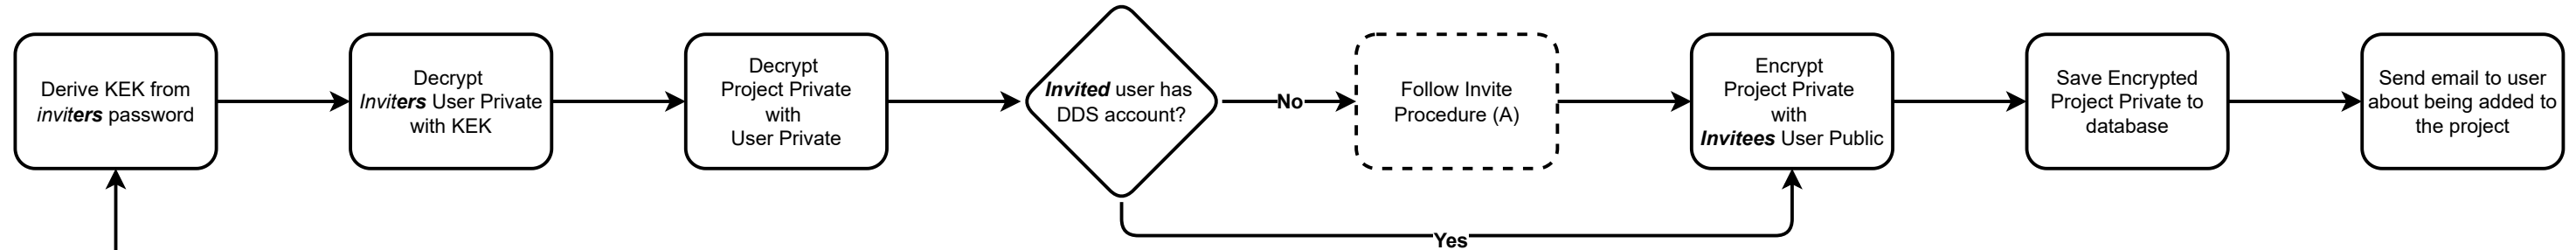 Derive KEK from
inviters password
Decrypt
Inviters User Private
with KEK
Decrypt
Project Private
with
User Private
Invited user has
DDS account?
No
Follow Invite
Procedure (A)
Encrypt
Project Private
with
Invitees User Public
Save Encrypted
Project Private to
database
Send email to user
about being added to
the project
Yes